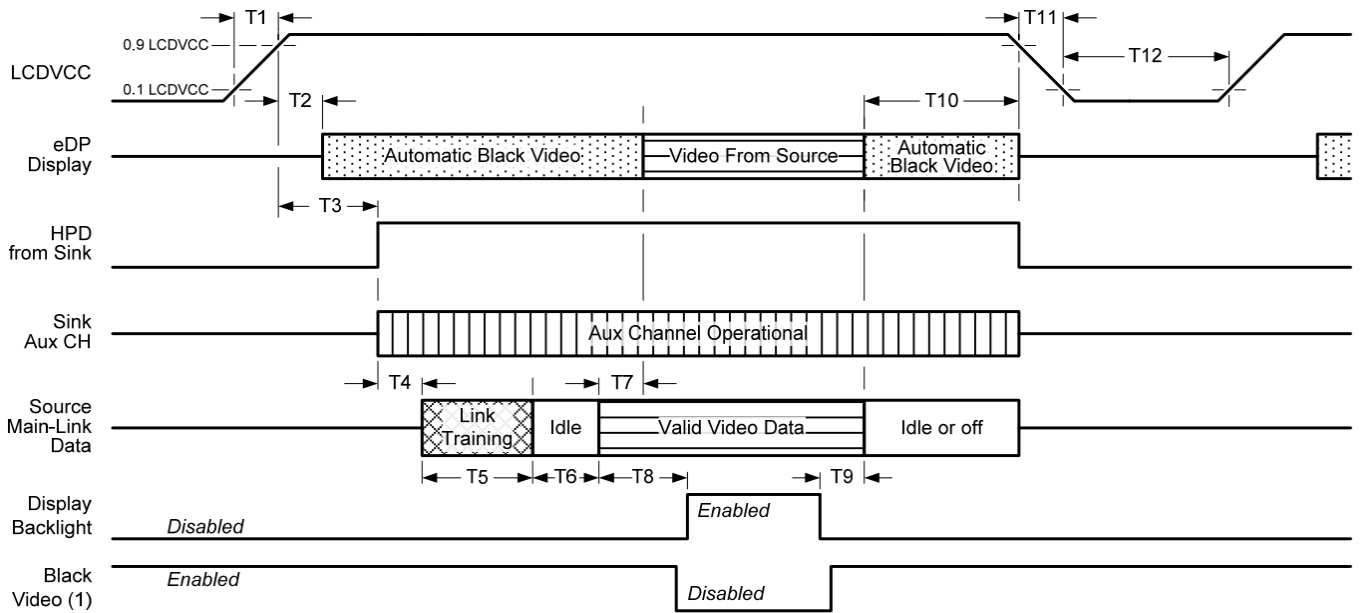 T1
T11
0.9 LCDVCC
LCDVCC
T12
0.1 LCDVCC
T2
T10
eDP
Display
Automatic Black Video
Video From Source
Automatic
Black Video
T3
HPD
from Sink
Sink
Aux CH
Aux Channel Operational
T4
T7
Source
Main-Link
Data
Link
Training
Idle
Valid Video Data
Idle or off
T5
T6
T8
T9
Display
Backlight
Disabled
Enabled
Black
Video (1)
Enabled
Disabled